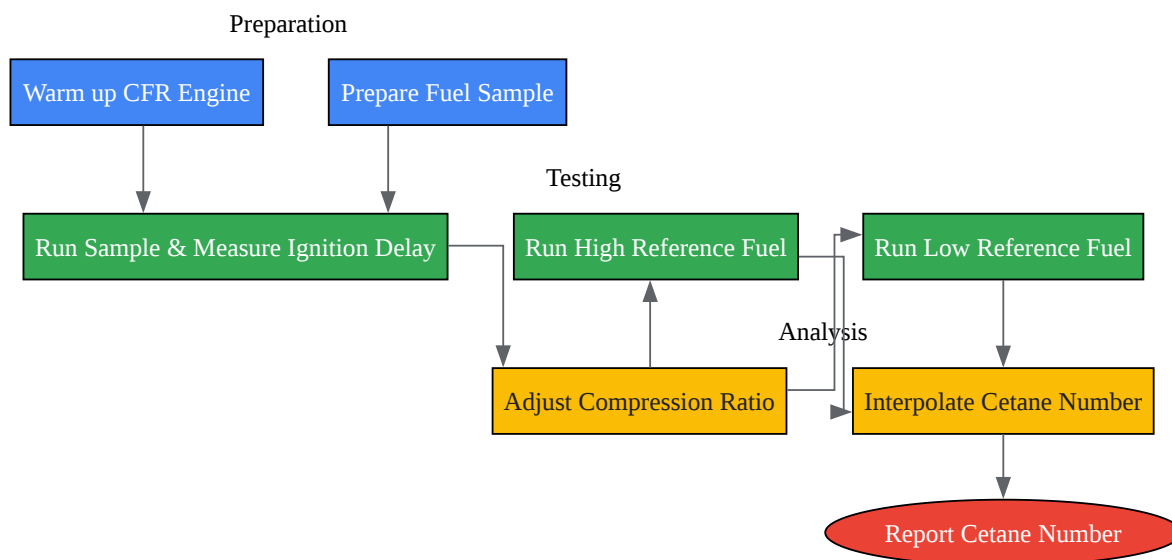 Preparation
Warm up CFR Engine
Prepare Fuel Sample
Testing
Run Sample & Measure Ignition Delay
Run High Reference Fuel
Run Low Reference Fuel
Analysis
Adjust Compression Ratio
Interpolate Cetane Number
Report Cetane Number